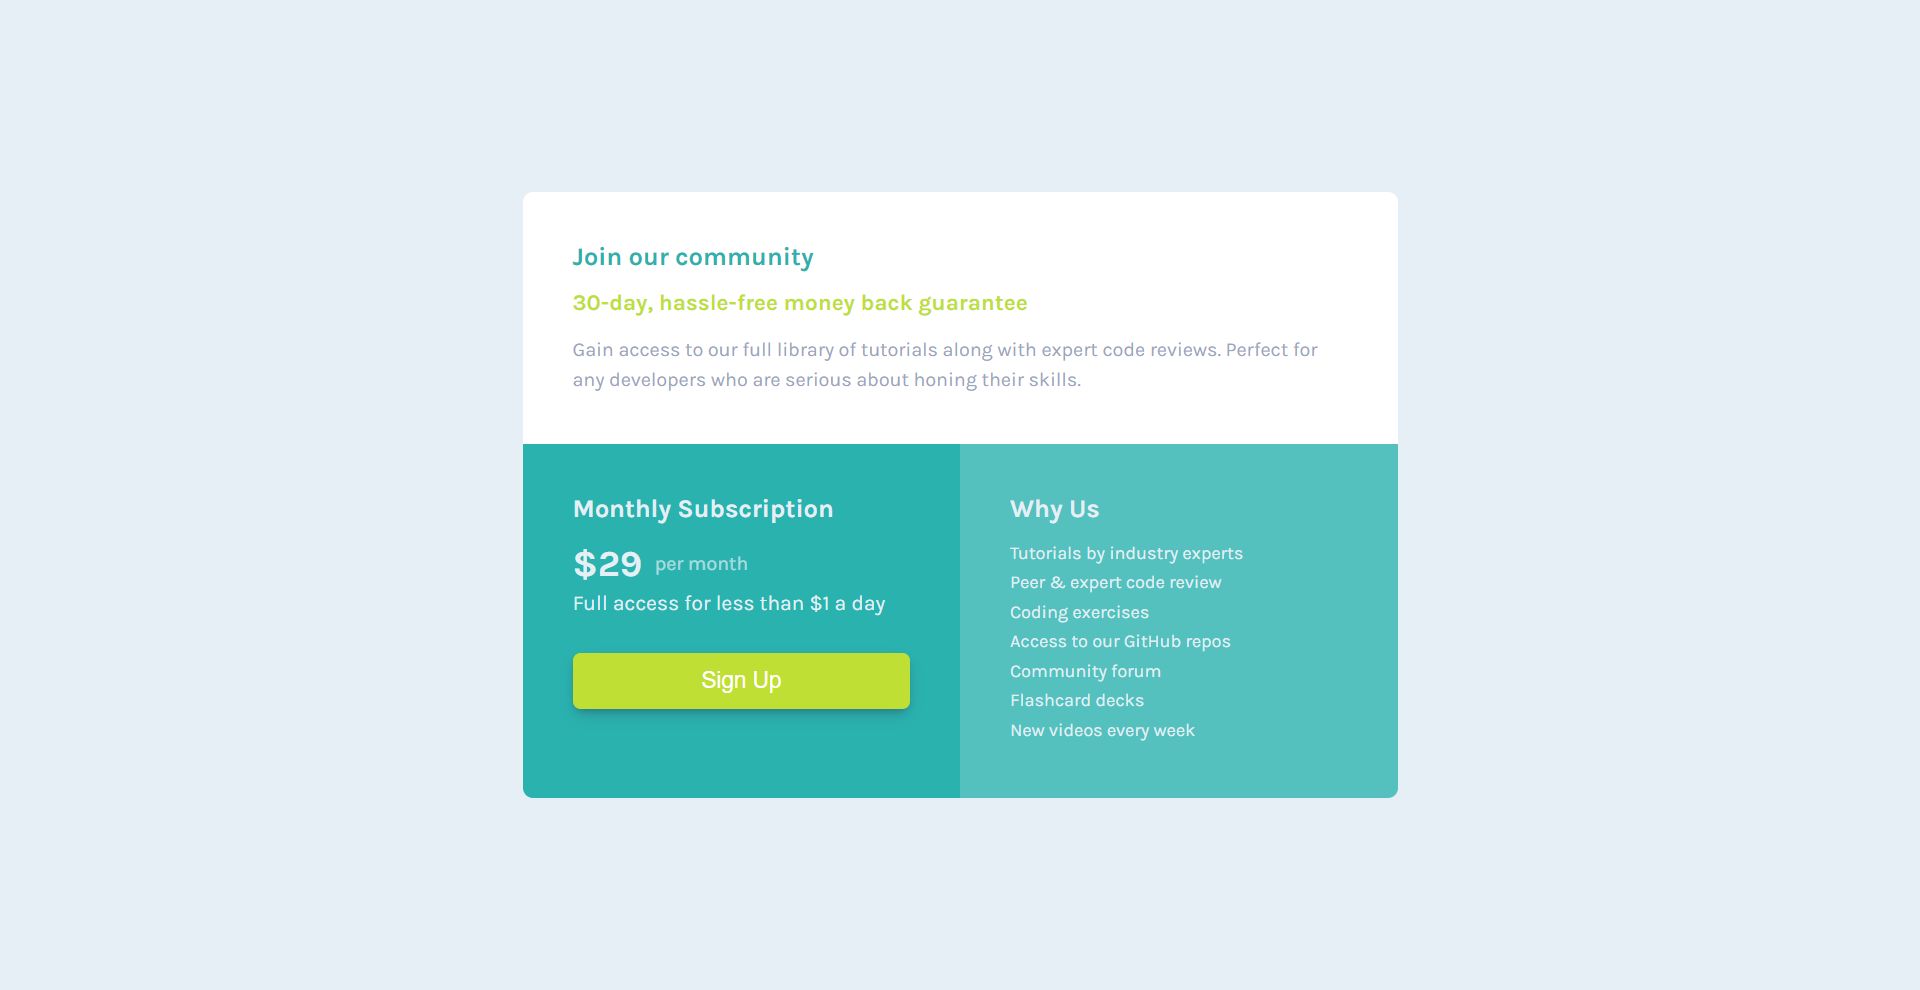 Join our community
30-day, hassle-free money back guarantee
Gain access to our full library of tutorials along with expert code reviews. Perfect for
any developers who are serious about honing their skills.
Monthly Subscription
$29 per month
Full access for less than $1 a day
Sign Up
Why Us
Tutorials by industry experts
Peer & expert code review
Coding exercises
Access to our GitHub repos
Community forum
Flashcard decks
New videos every week